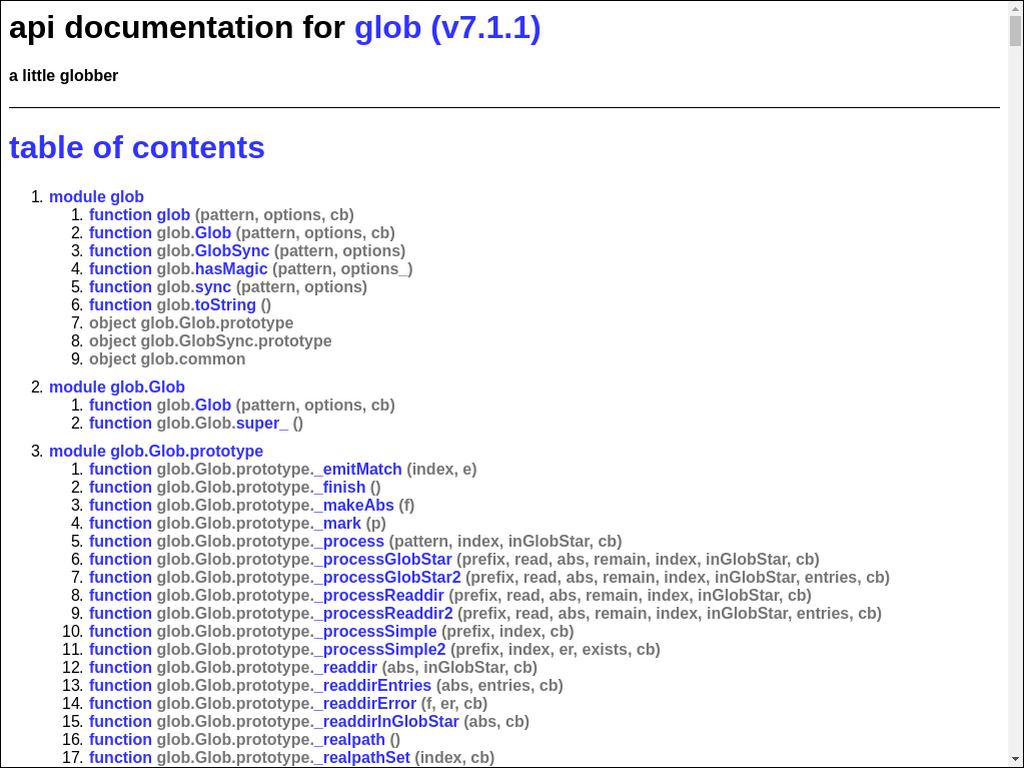 api documentation for glob (v7.1.1)
a little globber
table of contents
1. module glob
1. function glob (pattern, options, cb)
2. function glob.Glob (pattern, options, cb)
3. function glob.GlobSync (pattern, options)
4. function glob.hasMagic (pattern, options_)
5. function glob.sync (pattern, options)
6. function glob.toString ()
7. object glob.Glob.prototype
8. object glob.GlobSync.prototype
9. object glob.common
2. module glob.Glob
1. function glob.Glob (pattern, options, cb)
2. function glob.Glob.super_ ()
3. module glob.Glob.prototype
1. function glob.Glob.prototype._emitMatch (index, e)
2. function glob.Glob.prototype._finish ()
3. function glob.Glob.prototype._makeAbs (f)
4. function glob.Glob.prototype._mark (p)
5. function glob.Glob.prototype._process (pattern, index, inGlobStar, cb)
6. function glob.Glob.prototype._processGlobStar (prefix, read, abs, remain, index, inGlobStar, cb)
7. function glob.Glob.prototype._processGlobStar2 (prefix, read, abs, remain, index, inGlobStar, entries, cb)
8. function glob.Glob.prototype._processReaddir (prefix, read, abs, remain, index, inGlobStar, cb)
9. function glob.Glob.prototype._processReaddir2 (prefix, read, abs, remain, index, inGlobStar, entries, cb)
10. function glob.Glob.prototype._processSimple (prefix, index, cb)
11. function glob.Glob.prototype._processSimple2 (prefix, index, er, exists, cb)
12. function glob.Glob.prototype._readdir (abs, inGlobStar, cb)
13. function glob.Glob.prototype._readdirEntries (abs, entries, cb)
14. function glob.Glob.prototype._readdirError (f, er, cb)
15. function glob.Glob.prototype._readdirInGlobStar (abs, cb)
16. function glob.Glob.prototype._realpath ()
17. function glob.Glob.prototype._realpathSet (index, cb)